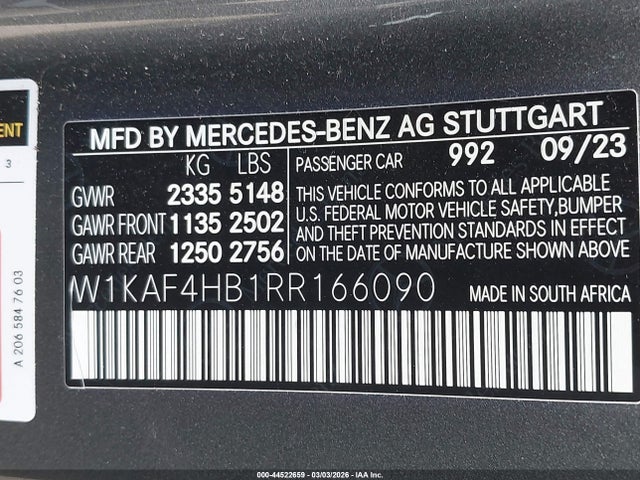 ENT
3
A 206 584 76 03
MFD BY MERCEDES-BENZ AG STUTTGART
KG LBS
PASSENGER CAR 992 09/23
GVWR 2335 5148
GAWR FRONT 1135 2502
GAWR REAR 1250 2756
THIS VEHICLE CONFORMS TO ALL APPLICABLE
U.S. FEDERAL MOTOR VEHICLE SAFETY,BUMPER
AND THEFT PREVENTION STANDARDS IN EFFECT
ON THE DATE OF MANUFACTURE SHOWN ABOVE
W1KAF4HB1RR166090 MADE IN SOUTH AFRICA
000-44522659 - 03/03/2026 - IAA Inc.